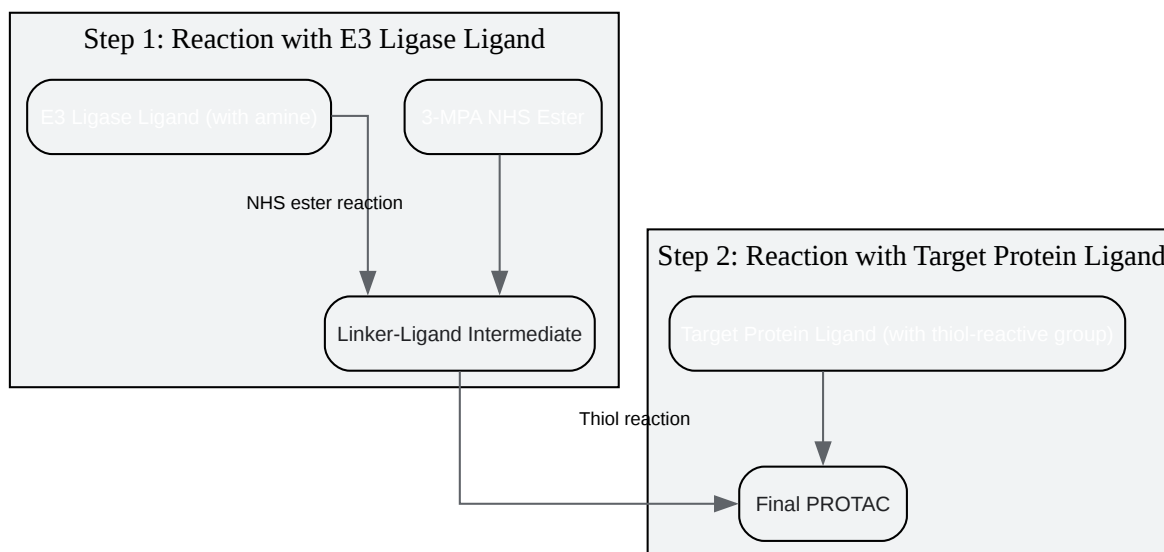 Step 1: Reaction with E3 Ligase Ligand
E3 Ligase Ligand (with amine)
3-MPA NHS Ester
NHS ester reaction
Linker-Ligand Intermediate
Step 2: Reaction with Target Protein Ligand
Target Protein Ligand (with thiol-reactive group)
Thiol reaction
Final PROTAC